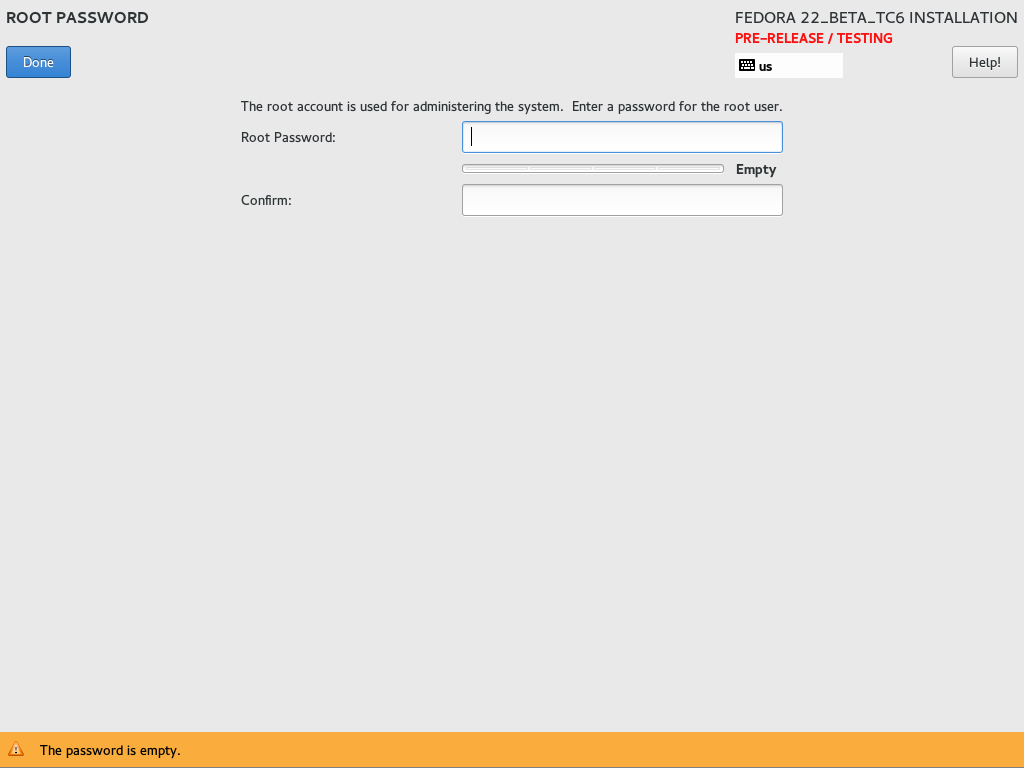 ROOT PASSWORD
FEDORA 22_BETA_TC6 INSTALLATION
PRE-RELEASE / TESTING
Done
us
Help!
The root account is used for administering the system.  Enter a password for the root user.
Root Password:
Empty
Confirm:
The password is empty.